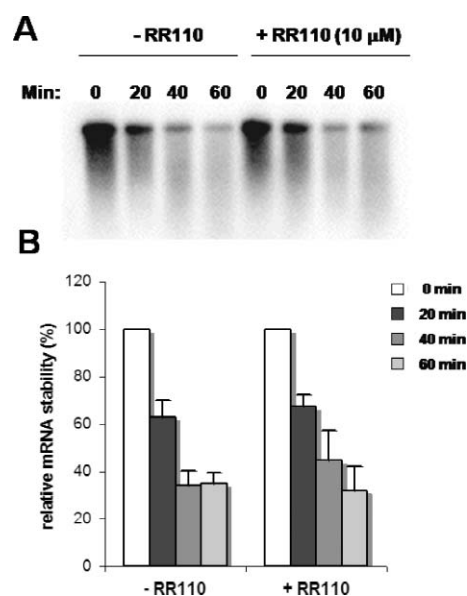 A
- RR110 + RR110 (10 µM)
Min: 0 20 40 60 0 20 40 60
B
120
100
80
60
40
20
0
relative mRNA stability (%)
0 min
20 min
40 min
60 min
- RR110 + RR110